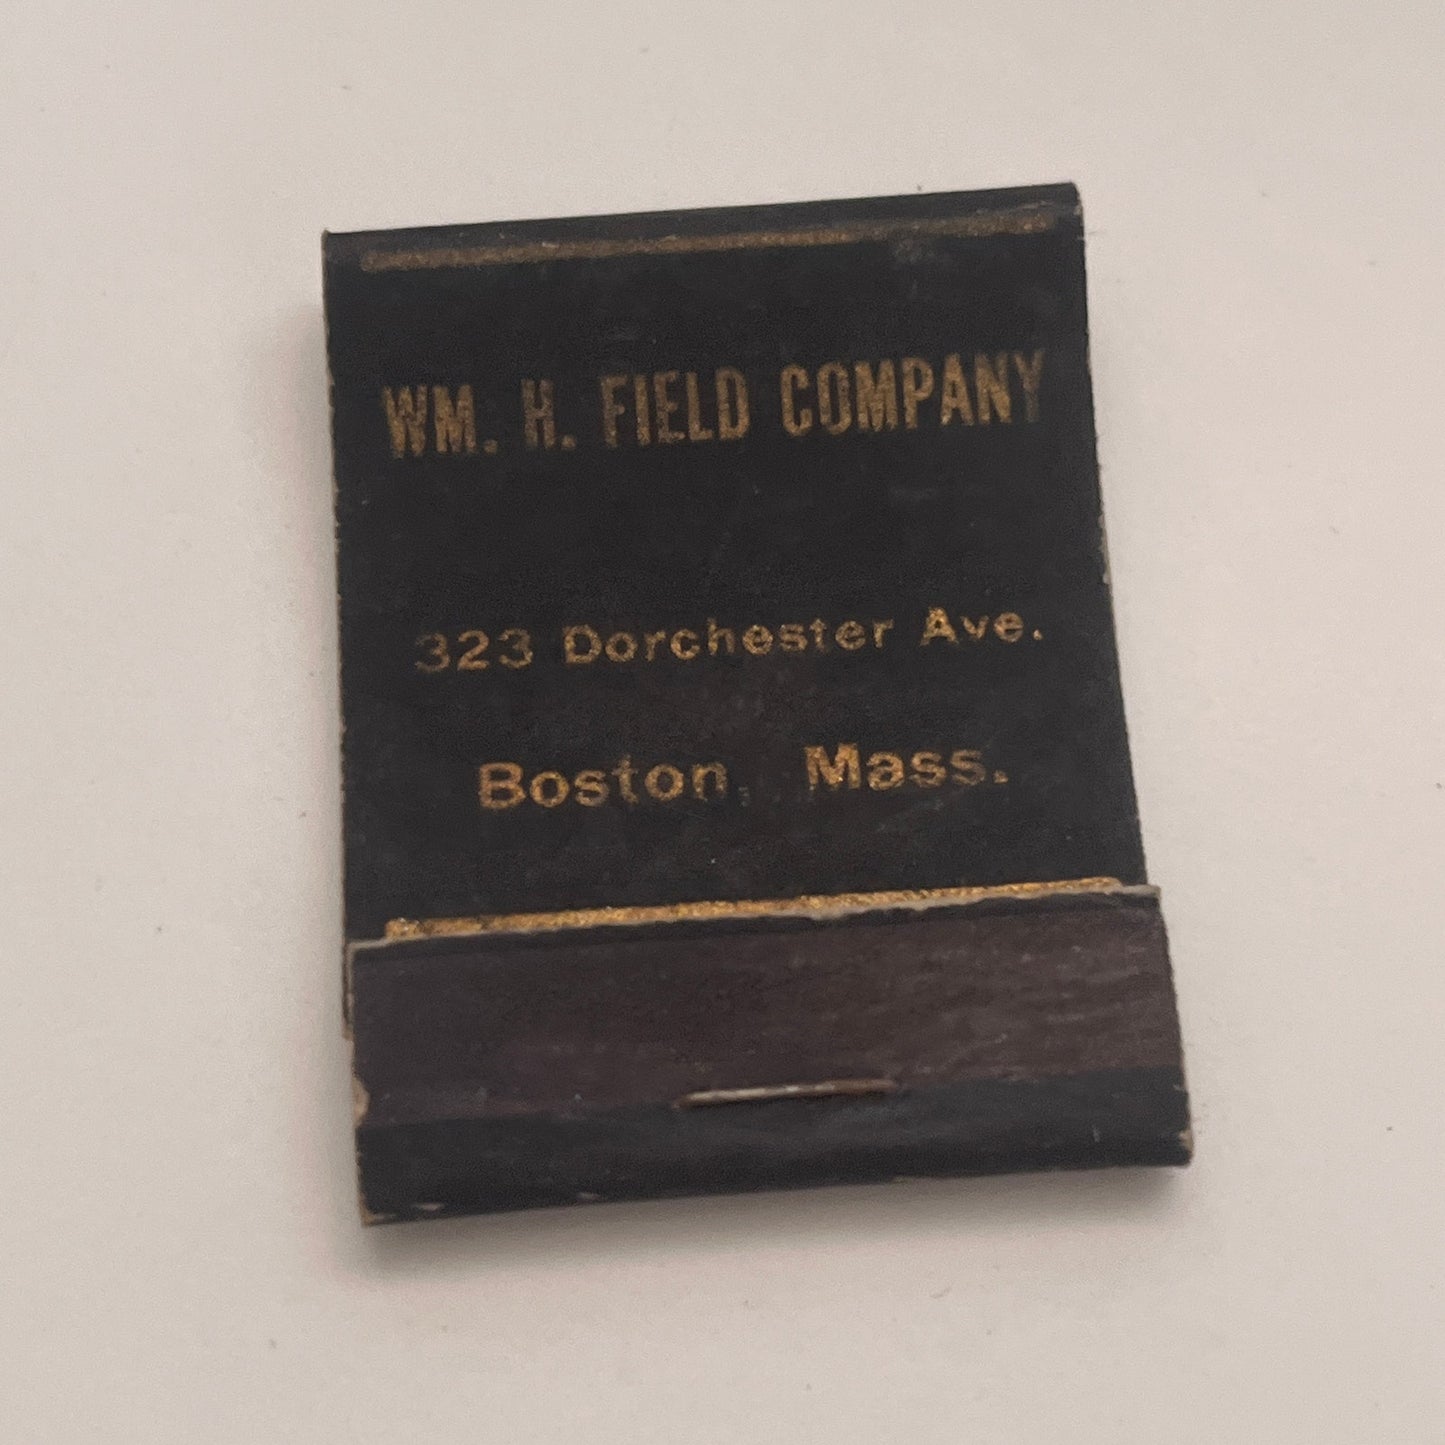 WM. H. FIELD COMPANY
323 Dorchester Ave.
Boston, Mass.